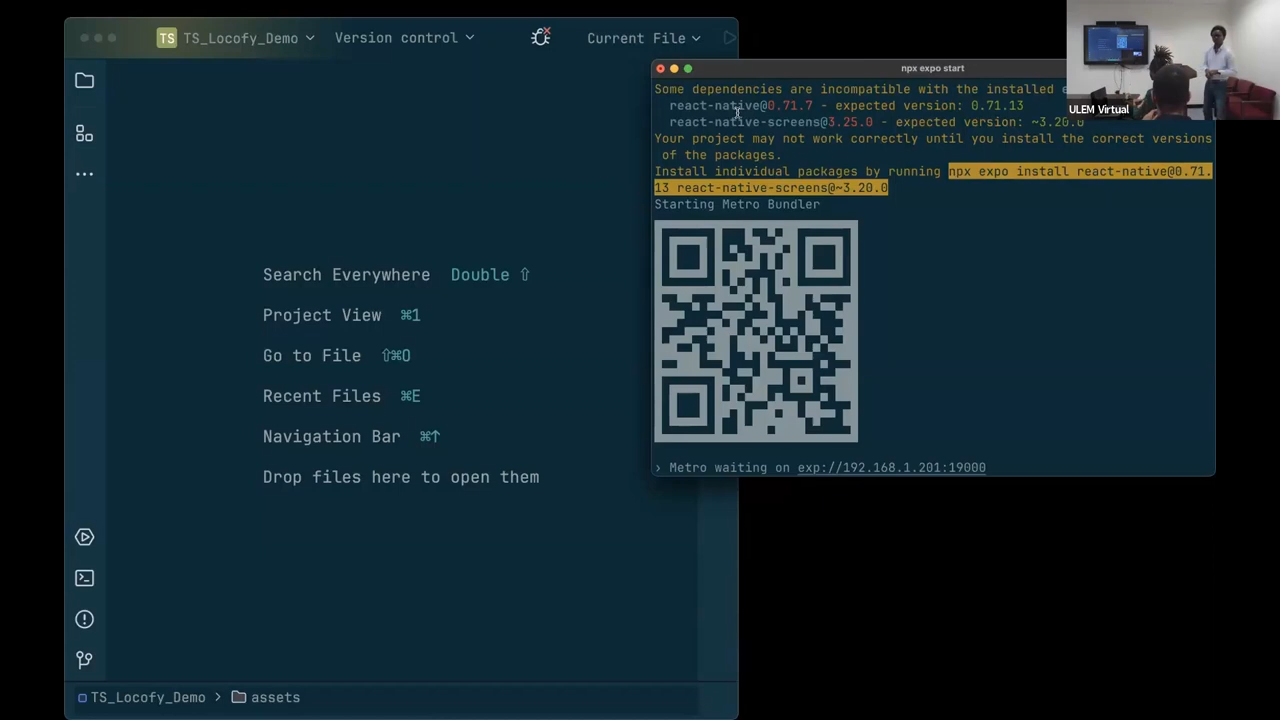 TS TS_Locofy_Demo Version control Current File
Search Everywhere Double ⇧
Project View ⌘1
Go to File ⇧⌘O
Recent Files ⌘E
Navigation Bar ⌘↑
Drop files here to open them
TS_Locofy_Demo > assets
npx expo start
Some dependencies are incompatible with the installed e
react-native@0.71.7 - expected version: 0.71.13
react-native-screens@3.25.0 - expected version: ~3.20.0
Your project may not work correctly until you install the correct versions
of the packages.
Install individual packages by running npx expo install react-native@0.71.
13 react-native-screens@~3.20.0
Starting Metro Bundler
› Metro waiting on exp://192.168.1.201:19000
ULEM Virtual